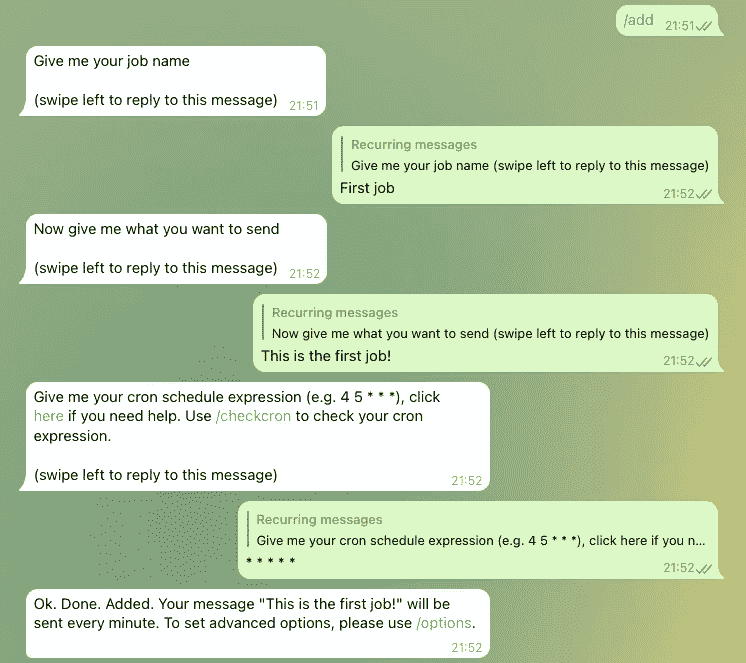 /add 21:51
Give me your job name
(swipe left to reply to this message) 21:51
Recurring messages
Give me your job name (swipe left to reply to this message)
First job
21:52
Now give me what you want to send
(swipe left to reply to this message) 21:52
Recurring messages
Now give me what you want to send (swipe left to reply to this message)
This is the first job!
21:52
Give me your cron schedule expression (e.g. 4 5 * * *), click
here if you need help. Use /checkcron to check your cron
expression.
(swipe left to reply to this message)
21:52
Recurring messages
Give me your cron schedule expression (e.g. 4 5 * * *), click here if you n...
* * * * *
21:52
Ok. Done. Added. Your message "This is the first job!" will be
sent every minute. To set advanced options, please use /options.
21:52